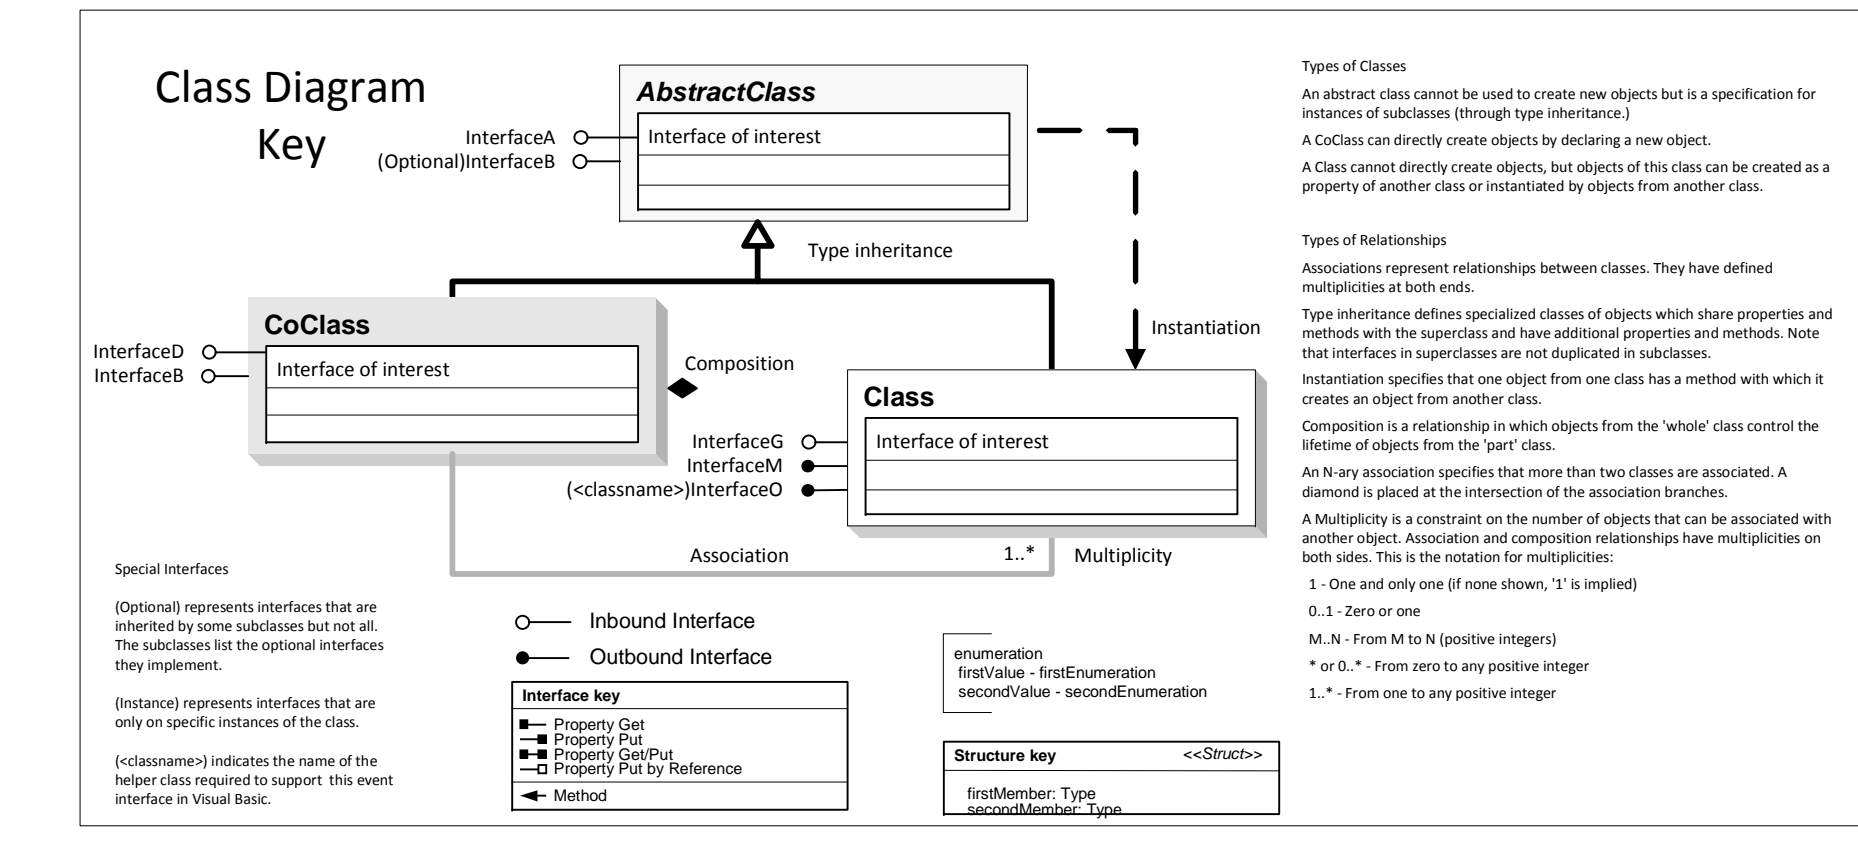 Class Diagram
Key
AbstractClass
Interface of interest
InterfaceA
(Optional)InterfaceB
Type inheritance
Instantiation
CoClass
Interface of interest
InterfaceD
InterfaceB
Composition
Class
Interface of interest
InterfaceG
InterfaceM
(<classname>)InterfaceO
Association
1..*
Multiplicity
Special Interfaces
(Optional) represents interfaces that are
inherited by some subclasses but not all.
The subclasses list the optional interfaces
they implement.
(Instance) represents interfaces that are
only on specific instances of the class.
(<classname>) indicates the name of the
helper class required to support this event
interface in Visual Basic.
Inbound Interface
Outbound Interface
Interface key
Property Get
Property Put
Property Get/Put
Property Put by Reference
Method
enumeration
firstValue - firstEnumeration
secondValue - secondEnumeration
Structure key <<Struct>>
firstMember: Type
secondMember: Type
Types of Classes
An abstract class cannot be used to create new objects but is a specification for
instances of subclasses (through type inheritance.)
A CoClass can directly create objects by declaring a new object.
A Class cannot directly create objects, but objects of this class can be created as a
property of another class or instantiated by objects from another class.
Types of Relationships
Associations represent relationships between classes. They have defined
multiplicities at both ends.
Type inheritance defines specialized classes of objects which share properties and
methods with the superclass and have additional properties and methods. Note
that interfaces in superclasses are not duplicated in subclasses.
Instantiation specifies that one object from one class has a method with which it
creates an object from another class.
Composition is a relationship in which objects from the 'whole' class control the
lifetime of objects from the 'part' class.
An N-ary association specifies that more than two classes are associated. A
diamond is placed at the intersection of the association branches.
A Multiplicity is a constraint on the number of objects that can be associated with
another object. Association and composition relationships have multiplicities on
both sides. This is the notation for multiplicities:
1 - One and only one (if none shown, '1' is implied)
0..1 - Zero or one
M..N - From M to N (positive integers)
* or 0..* - From zero to any positive integer
1..* - From one to any positive integer